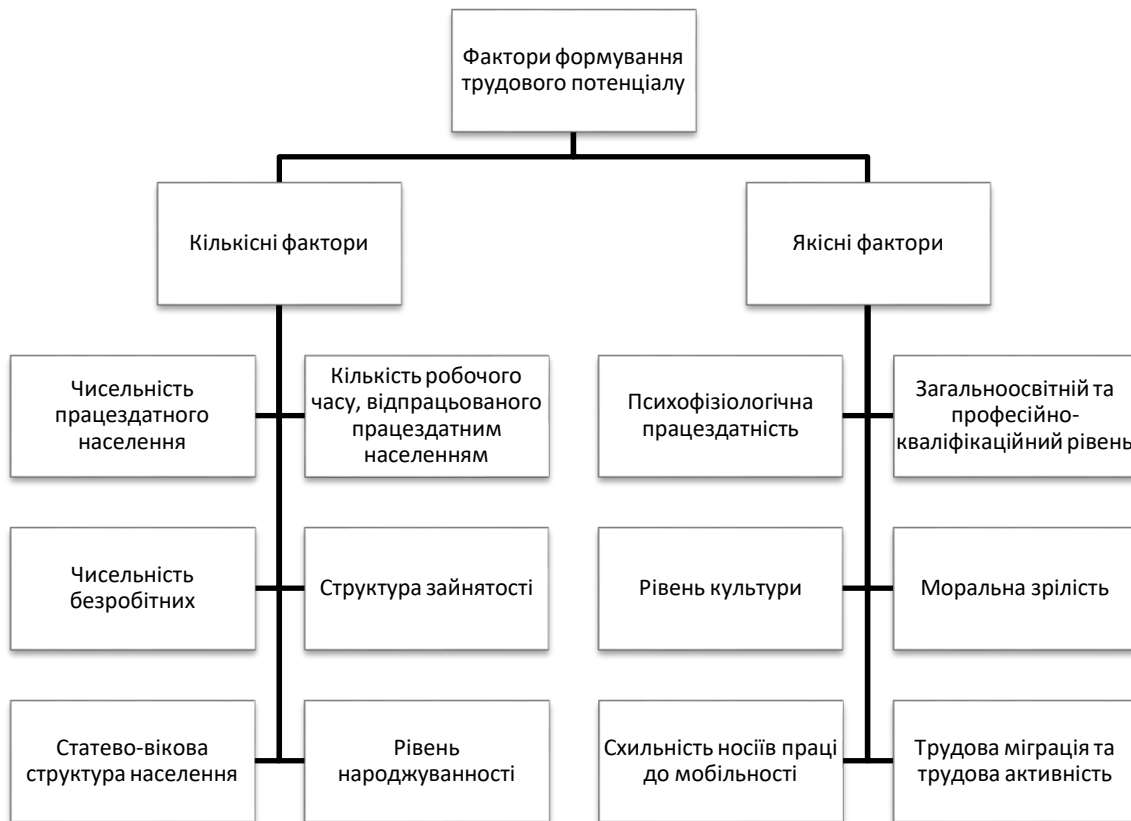 Фактори формування
трудового потенціалу
Кількісні фактори
Якісні фактори
Чисельність
працездатного
населення
Кількість робочого
часу, відпрацьованого
працездатним
населенням
Психофізіологічна
працездатність
Загальноосвітній та
професійно-
кваліфікаційний рівень
Чисельність
безробітних
Структура зайнятості
Рівень культури
Моральна зрілість
Статево-вікова
структура населення
Рівень
народжуванності
Схильність носіїв праці
до мобільності
Трудова міграція та
трудова активність